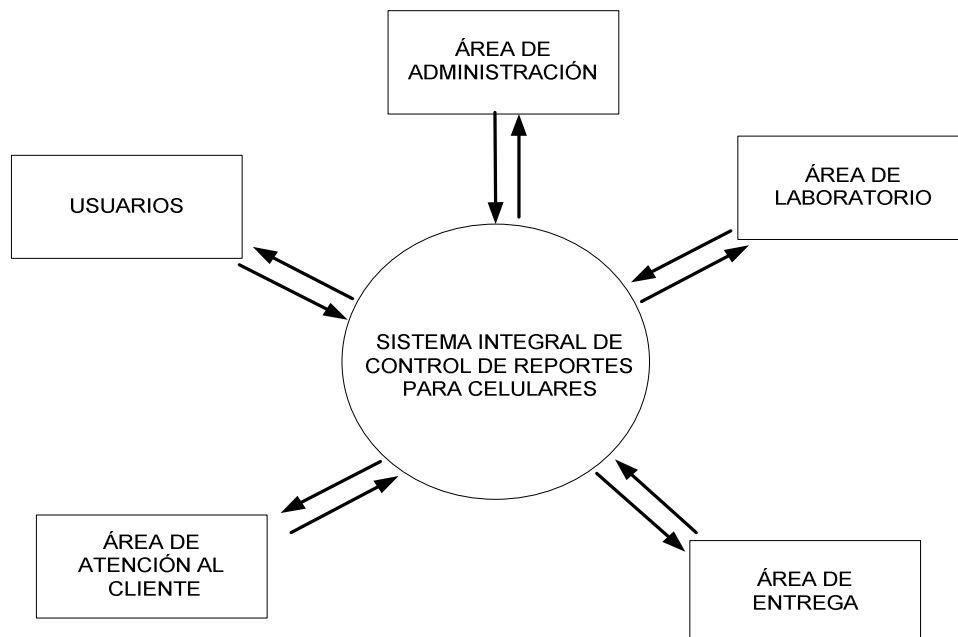 ÁREA DE
ADMINISTRACIÓN
ÁREA DE
LABORATORIO
USUARIOS
SISTEMA INTEGRAL DE
CONTROL DE REPORTES
PARA CELULARES
ÁREA DE
ATENCIÓN AL
CLIENTE
ÁREA DE
ENTREGA